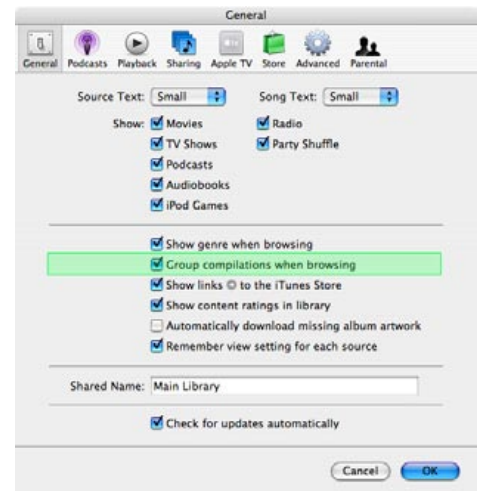 General
General Podcasts Playback Sharing Apple TV Store Advanced Parental
Source Text: Small Song Text: Small
Show: Movies Radio
TV Shows Party Shuffle
Podcasts
Audiobooks
iPod Games
Show genre when browsing
Group compilations when browsing
Show links to the iTunes Store
Show content ratings in library
Automatically download missing album artwork
Remember view setting for each source
Shared Name: Main Library
Check for updates automatically
Cancel OK